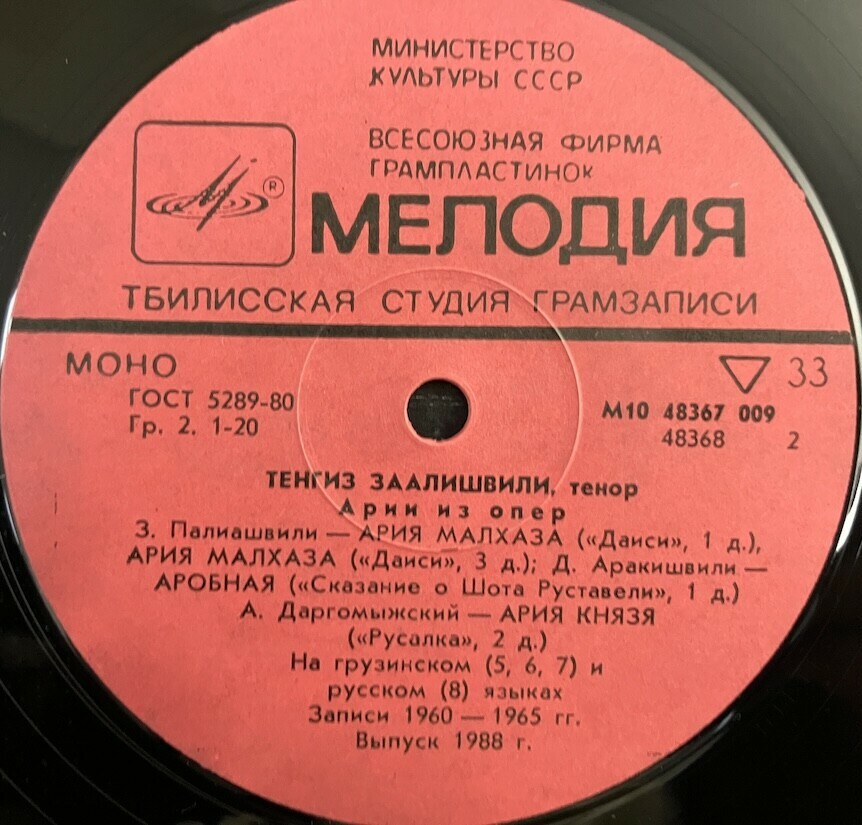 МИНИСТЕРСТВО
КУЛЬТУРЫ СССР
ВСЕСОЮЗНАЯ ФИРМА
ГРАМПЛАСТИНОК
®
МЕЛОДИЯ
ТБИЛИССКАЯ СТУДИЯ ГРАМЗАПИСИ
МОНО
33
ГОСТ 5289-80
М10 48367 009
Гр. 2. 1-20
48368 2
ТЕНГИЗ ЗААЛИШВИЛИ, тенор
Арии из опер
З. Палиашвили — АРИЯ МАЛХАЗА («Даиси», 1 д.),
АРИЯ МАЛХАЗА («Даиси», 3 д.); Д. Аракишвили —
АРОБНАЯ («Сказание о Шота Руставели», 1 д.)
А. Даргомыжский — АРИЯ КНЯЗЯ
(«Русалка», 2 д.)
На грузинском (5, 6, 7) и
русском (8) языках
Записи 1960 — 1965 гг.
Выпуск 1988 г.